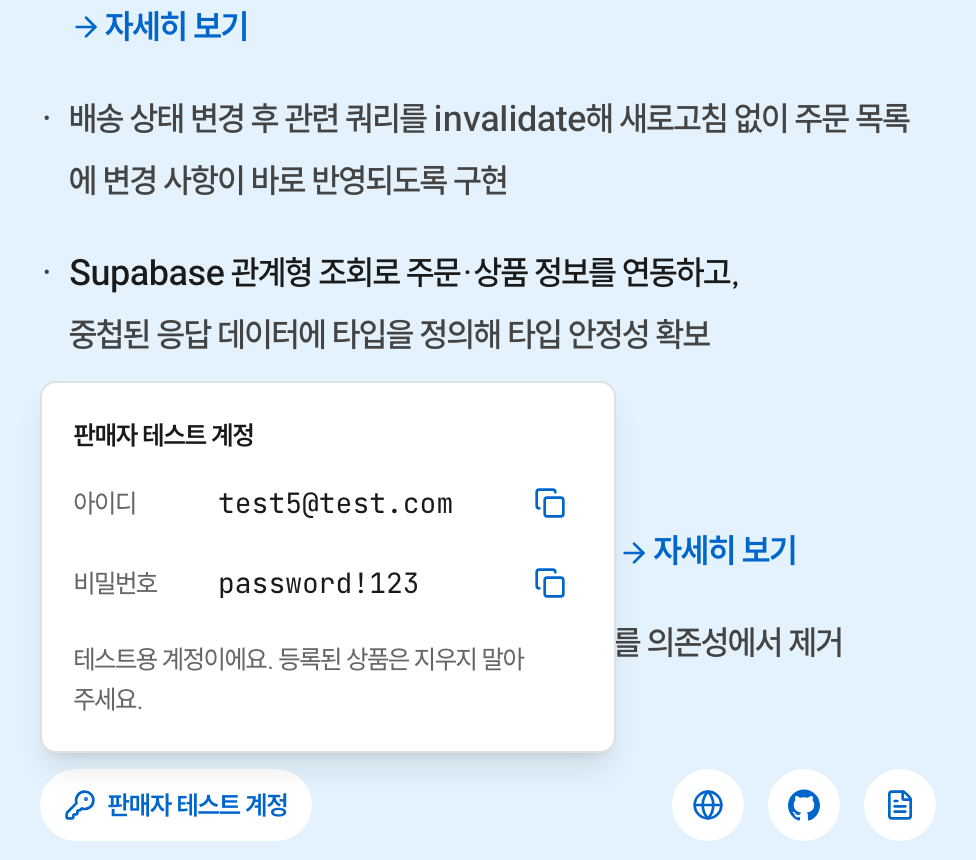 → 자세히 보기
· 배송 상태 변경 후 관련 쿼리를 invalidate해 새로고침 없이 주문 목록
에 변경 사항이 바로 반영되도록 구현
· Supabase 관계형 조회로 주문·상품 정보를 연동하고,
중첩된 응답 데이터에 타입을 정의해 타입 안정성 확보
판매자 테스트 계정
아이디 test5@test.com
→ 자세히 보기
비밀번호 password!123
를 의존성에서 제거
테스트용 계정이에요. 등록된 상품은 지우지 말아
주세요.
판매자 테스트 계정